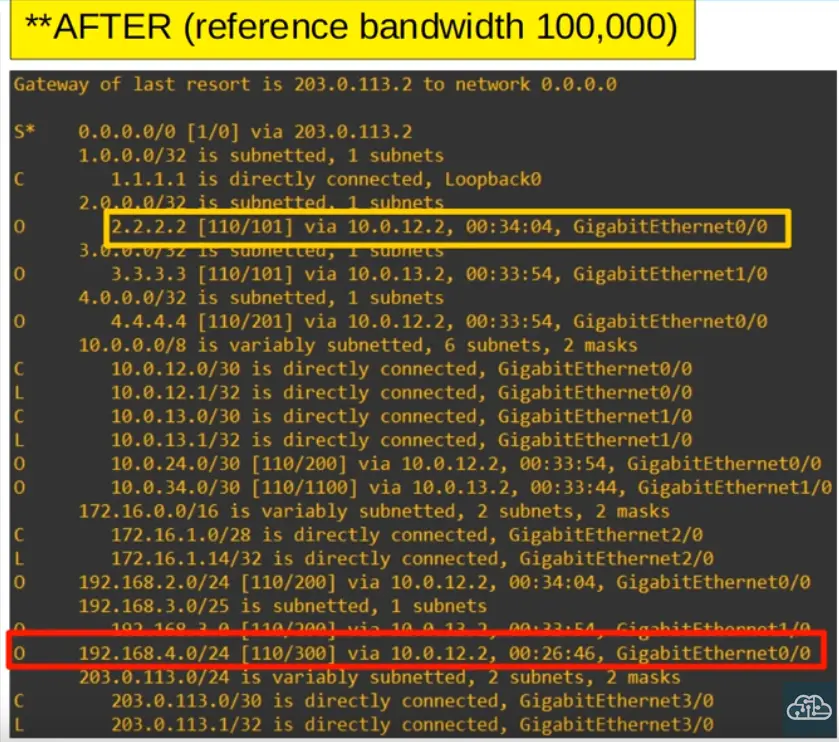 **AFTER (reference bandwidth 100,000)
Gateway of last resort is 203.0.113.2 to network 0.0.0.0
S*    0.0.0.0/0 [1/0] via 203.0.113.2
      1.0.0.0/32 is subnetted, 1 subnets
C        1.1.1.1 is directly connected, Loopback0
      2.0.0.0/32 is subnetted, 1 subnets
O        2.2.2.2 [110/101] via 10.0.12.2, 00:34:04, GigabitEthernet0/0
      3.0.0.0/32 is subnetted, 1 subnets
O        3.3.3.3 [110/101] via 10.0.13.2, 00:33:54, GigabitEthernet1/0
      4.0.0.0/32 is subnetted, 1 subnets
O        4.4.4.4 [110/201] via 10.0.12.2, 00:33:54, GigabitEthernet0/0
      10.0.0.0/8 is variably subnetted, 6 subnets, 2 masks
C        10.0.12.0/30 is directly connected, GigabitEthernet0/0
L        10.0.12.1/32 is directly connected, GigabitEthernet0/0
C        10.0.13.0/30 is directly connected, GigabitEthernet1/0
L        10.0.13.1/32 is directly connected, GigabitEthernet1/0
O        10.0.24.0/30 [110/200] via 10.0.12.2, 00:33:54, GigabitEthernet0/0
O        10.0.34.0/30 [110/1100] via 10.0.13.2, 00:33:44, GigabitEthernet1/0
      172.16.0.0/16 is variably subnetted, 2 subnets, 2 masks
C        172.16.1.0/28 is directly connected, GigabitEthernet2/0
L        172.16.1.14/32 is directly connected, GigabitEthernet2/0
O     192.168.2.0/24 [110/200] via 10.0.12.2, 00:34:04, GigabitEthernet0/0
      192.168.3.0/25 is subnetted, 1 subnets
O        192.168.3.0 [110/200] via 10.0.13.2, 00:33:54, GigabitEthernet1/0
O     192.168.4.0/24 [110/300] via 10.0.12.2, 00:26:46, GigabitEthernet0/0
      203.0.113.0/24 is variably subnetted, 2 subnets, 2 masks
C        203.0.113.0/30 is directly connected, GigabitEthernet3/0
L        203.0.113.1/32 is directly connected, GigabitEthernet3/0